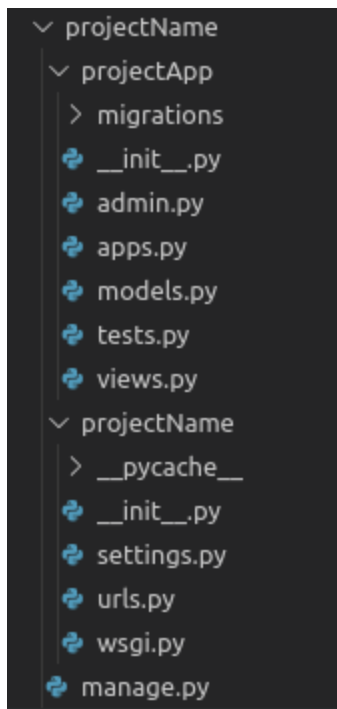 projectName
projectApp
migrations
__init__.py
admin.py
apps.py
models.py
tests.py
views.py
projectName
__pycache__
__init__.py
settings.py
urls.py
wsgi.py
manage.py